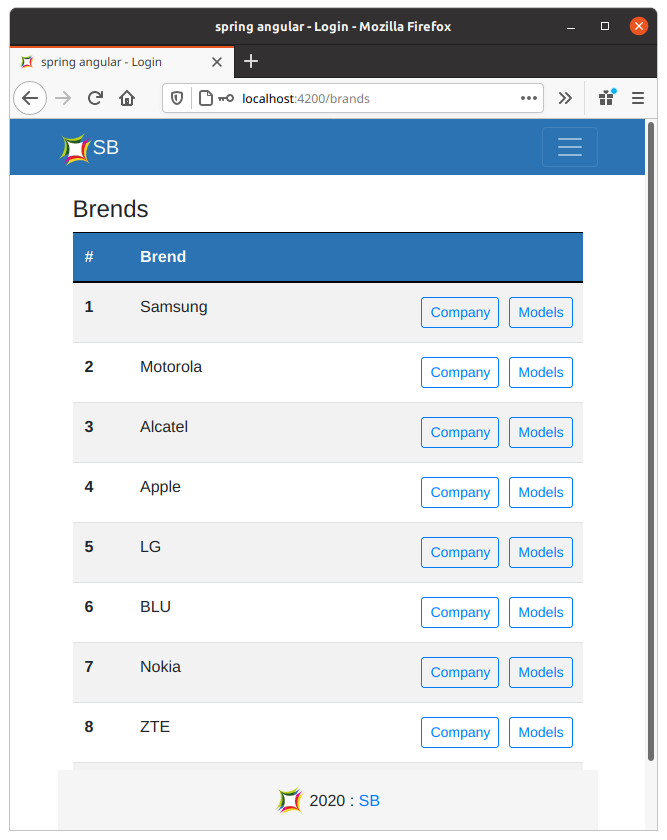 spring angular - Login - Mozilla Firefox
spring angular - Login
localhost:4200/brands
SB
Brends
# Brend
1 Samsung Company Models
2 Motorola Company Models
3 Alcatel Company Models
4 Apple Company Models
5 LG Company Models
6 BLU Company Models
7 Nokia Company Models
8 ZTE Company Models
2020 : SB